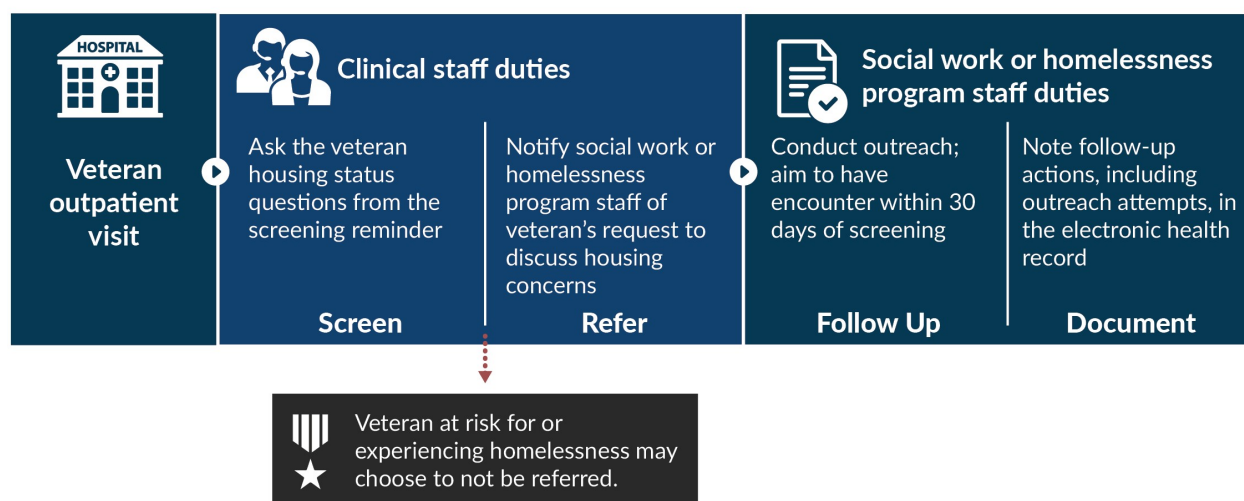 HOSPITAL
Veteran
outpatient
visit
Clinical staff duties
Ask the veteran
housing status
questions from the
screening reminder
Screen
Notify social work or
homelessness
program staff of
veteran’s request to
discuss housing
concerns
Refer
Social work or homelessness
program staff duties
Conduct outreach;
aim to have
encounter within 30
days of screening
Follow Up
Note follow-up
actions, including
outreach attempts, in
the electronic health
record
Document
Veteran at risk for or
experiencing homelessness may
choose to not be referred.